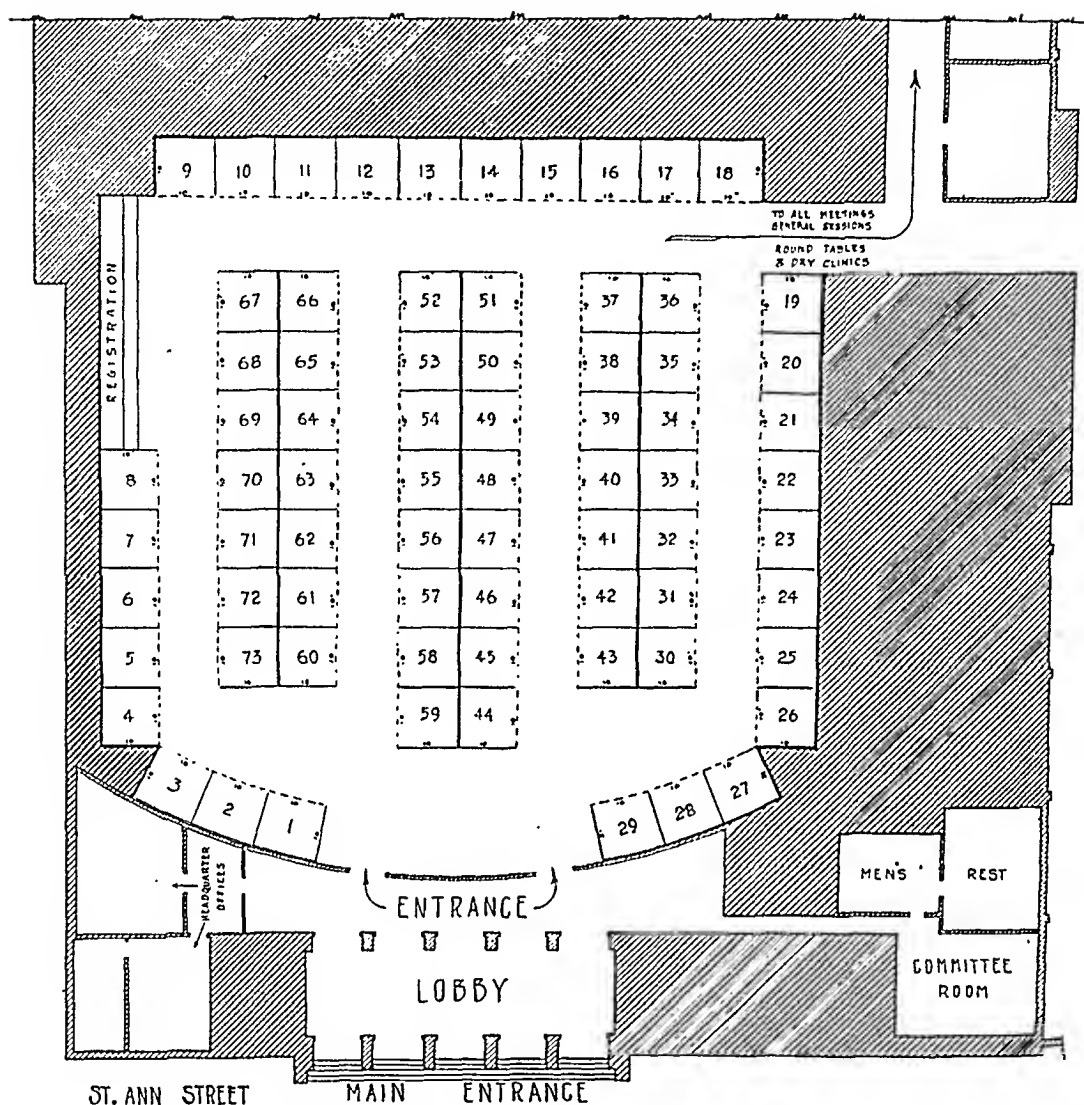 9 10 11 12 13 14 15 16 17 18
TO ALL MEETINGS
GENERAL SESSIONS
ROUND TABLES
& DRY CLINICS
REGISTRATION
67 66 52 51 37 36 19
68 65 53 50 38 35 20
69 64 54 49 39 34 21
8 70 63 55 48 40 33 22
7 71 62 56 47 41 32 23
6 72 61 57 46 42 31 24
5 73 60 58 45 43 30 25
4 59 44 26
3 2 1 29 28 27
HEADQUARTER
OFFICES
MEN'S REST
ENTRANCE
LOBBY
COMMITTEE
ROOM
ST. ANN STREET MAIN ENTRANCE